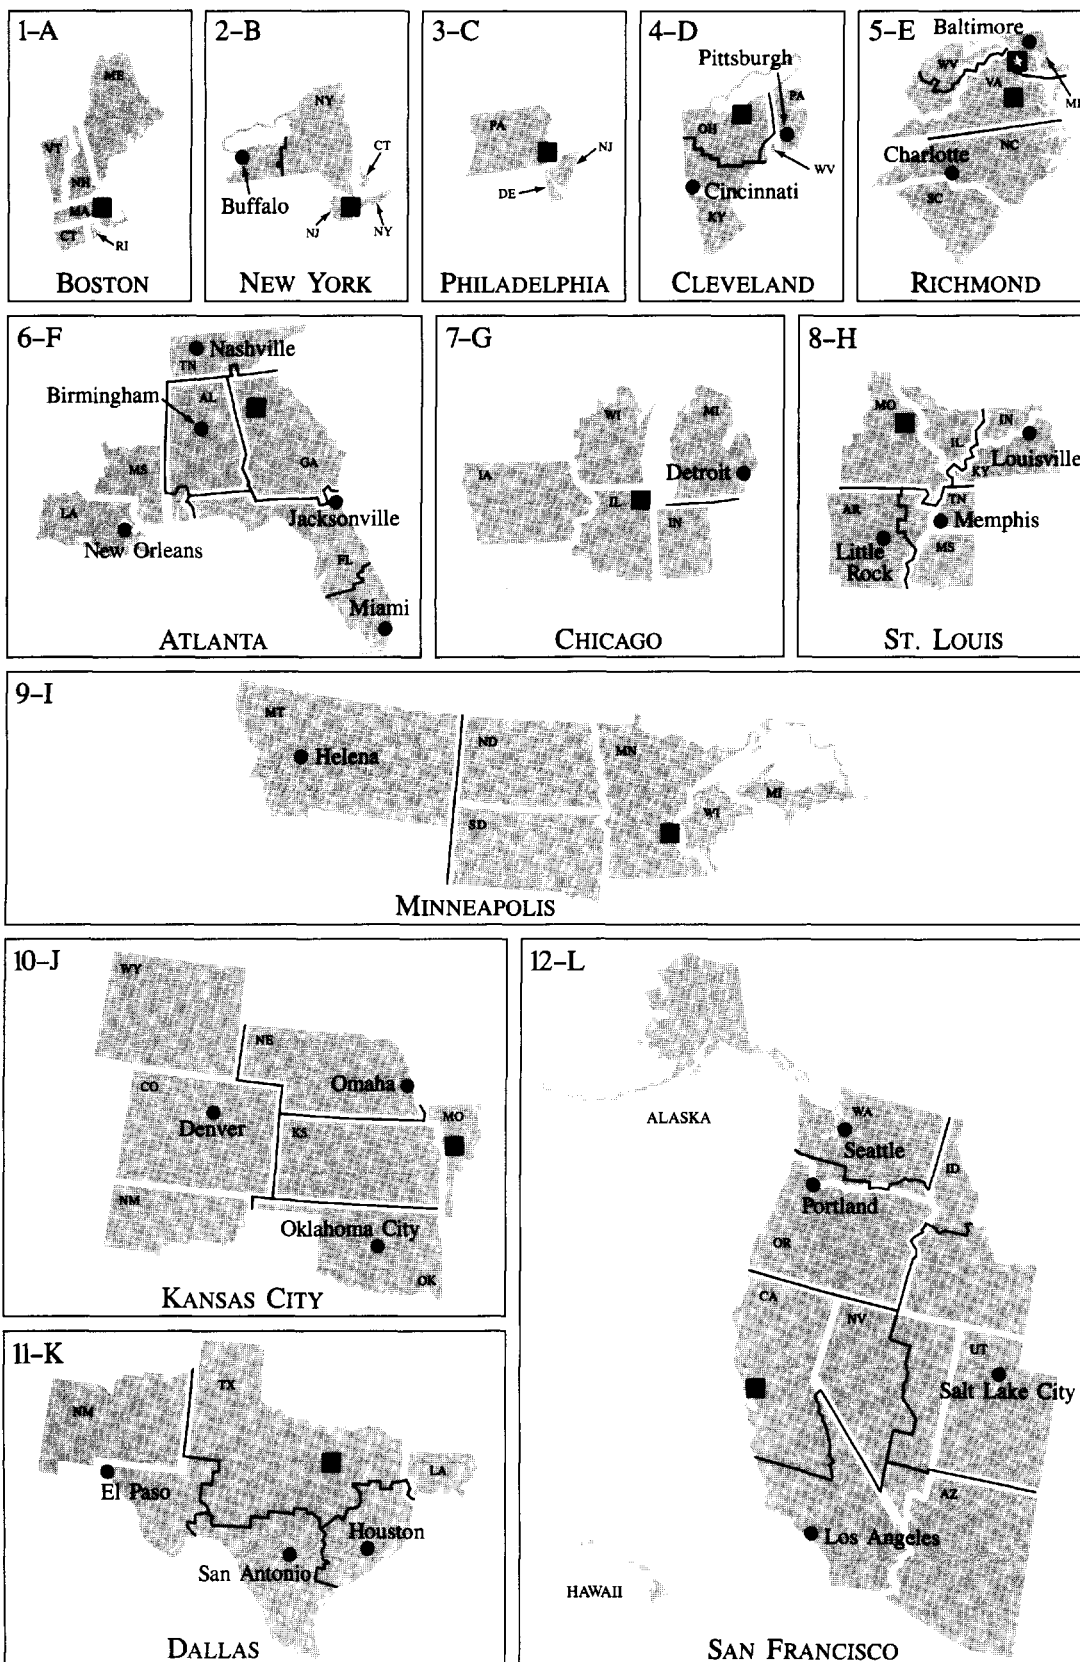 1–A
ME
VT
NH
MA
CT
RI
BOSTON
2–B
NY
CT
Buffalo
NJ
NY
NEW YORK
3–C
PA
NJ
DE
PHILADELPHIA
4–D
Pittsburgh
PA
OH
WV
Cincinnati
KY
CLEVELAND
5–E
Baltimore
WV
VA
NC
Charlotte
SC
RICHMOND
6–F
Nashville
TN
Birmingham
AL
MS
GA
LA
Jacksonville
New Orleans
FL
Miami
ATLANTA
7–G
WI
MI
IA
Detroit
IL
IN
CHICAGO
8–H
MO
IN
IL
Louisville
KY
TN
AR
Memphis
Little
Rock
MS
ST. LOUIS
9–I
MT
ND
MN
Helena
MI
WI
SD
MINNEAPOLIS
10–J
WY
NE
Omaha
CO
MO
Denver
KS
NM
Oklahoma City
OK
KANSAS CITY
11–K
TX
NM
LA
El Paso
Houston
San Antonio
DALLAS
12–L
ALASKA
WA
Seattle
ID
Portland
OR
CA
NV
UT
Salt Lake City
AZ
Los Angeles
HAWAII
SAN FRANCISCO